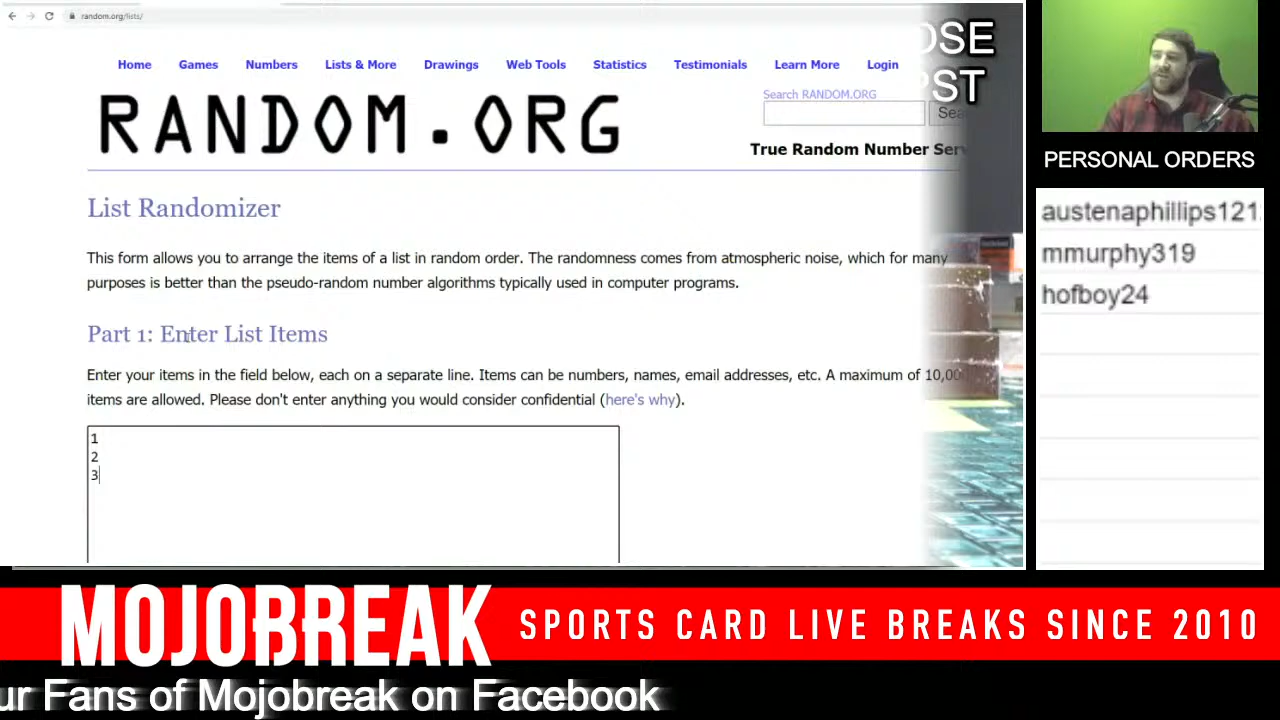 random.org/lists/
OSE
PST
Home Games Numbers Lists & More Drawings Web Tools Statistics Testimonials Learn More Login
Search RANDOM.ORG
RANDOM.ORG
True Random Number
List Randomizer
This form allows you to arrange the items of a list in random order. The randomness comes from atmospheric noise, which for many
purposes is better than the pseudo-random number algorithms typically used in computer programs.
Part 1: Enter List Items
Enter your items in the field below, each on a separate line. Items can be numbers, names, email addresses, etc. A maximum of
items are allowed. Please don't enter anything you would consider confidential (here's why).
1
2
3
PERSONAL ORDERS
austenaphillips121
mmurphy319
hofboy24
MOJOBREAK
SPORTS CARD LIVE BREAKS SINCE 2010
ur Fans of Mojobreak on Facebook